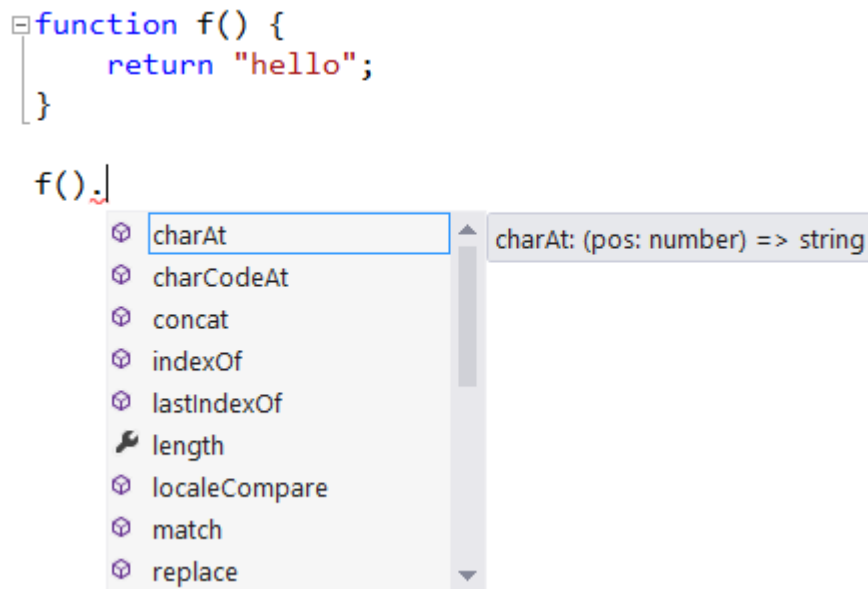 function f() {
return "hello";
}
f().
charAt
charAt: (pos: number) => string
charCodeAt
concat
indexOf
lastIndexOf
length
localeCompare
match
replace